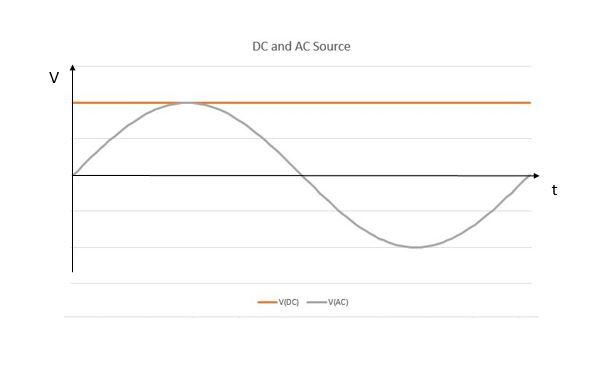 DC and AC Source
V
t
V(DC) V(AC)